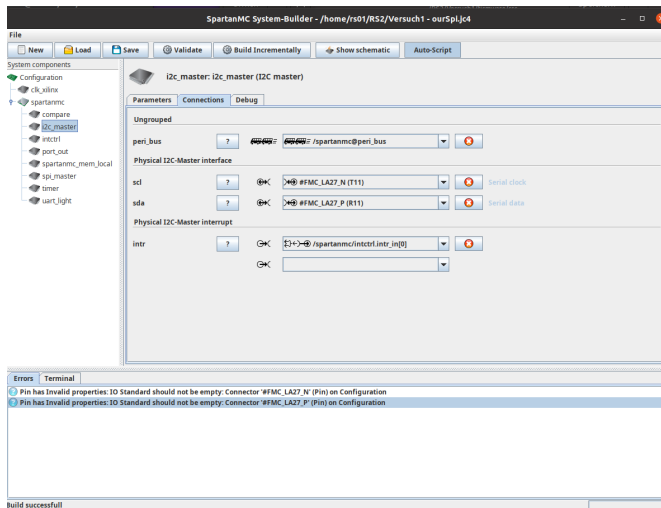 SpartanMC System-Builder - /home/rs01/RS2/Versuch1 - ourSpi.jc4
File
New Load Save Validate Build Incrementally Show schematic Auto-Script
System components
Configuration
clk_xilinx
spartanmc
compare
i2c_master
intctrl
port_out
spartanmc_mem_local
spi_master
timer
uart_light
i2c_master: i2c_master (I2C master)
Parameters Connections Debug
Ungrouped
peri_bus ? /spartanmc@peri_bus
Physical I2C-Master interface
scl ? #FMC_LA27_N (T11) Serial clock
sda ? #FMC_LA27_P (R11) Serial data
Physical I2C-Master interrupt
intr ? /spartanmc/intctrl.intr_in[0]
Errors Terminal
Pin has Invalid properties: IO Standard should not be empty: Connector '#FMC_LA27_N' (Pin) on Configuration
Pin has Invalid properties: IO Standard should not be empty: Connector '#FMC_LA27_P' (Pin) on Configuration
Build successfull